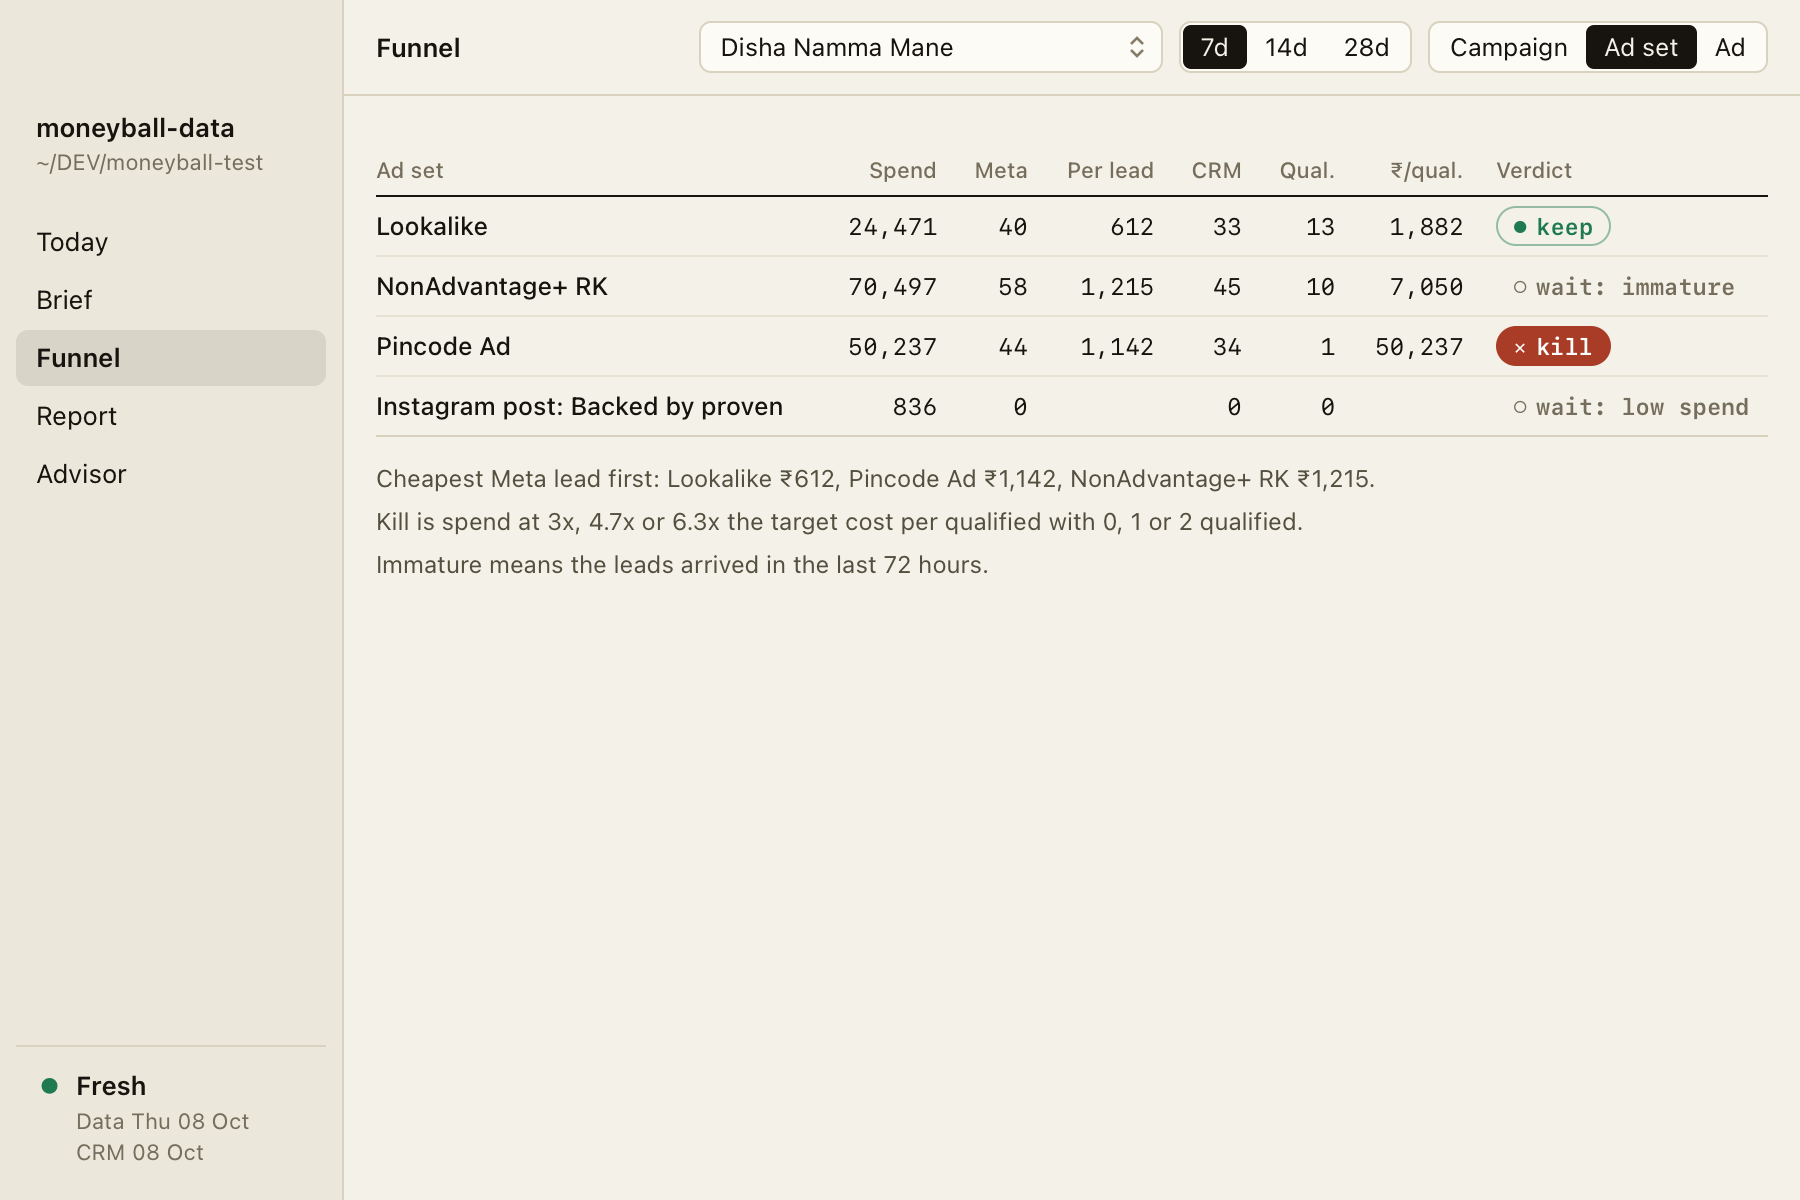 Funnel
Disha Namma Mane
7d 14d 28d
Campaign Ad set Ad
moneyball-data
~/DEV/moneyball-test
Today
Brief
Funnel
Report
Advisor
Ad set Spend Meta Per lead CRM Qual. ₹/qual. Verdict
Lookalike 24,471 40 612 33 13 1,882 keep
NonAdvantage+ RK 70,497 58 1,215 45 10 7,050 wait: immature
Pincode Ad 50,237 44 1,142 34 1 50,237 × kill
Instagram post: Backed by proven 836 0 0 0 wait: low spend
Cheapest Meta lead first: Lookalike ₹612, Pincode Ad ₹1,142, NonAdvantage+ RK ₹1,215.
Kill is spend at 3x, 4.7x or 6.3x the target cost per qualified with 0, 1 or 2 qualified.
Immature means the leads arrived in the last 72 hours.
Fresh
Data Thu 08 Oct
CRM 08 Oct